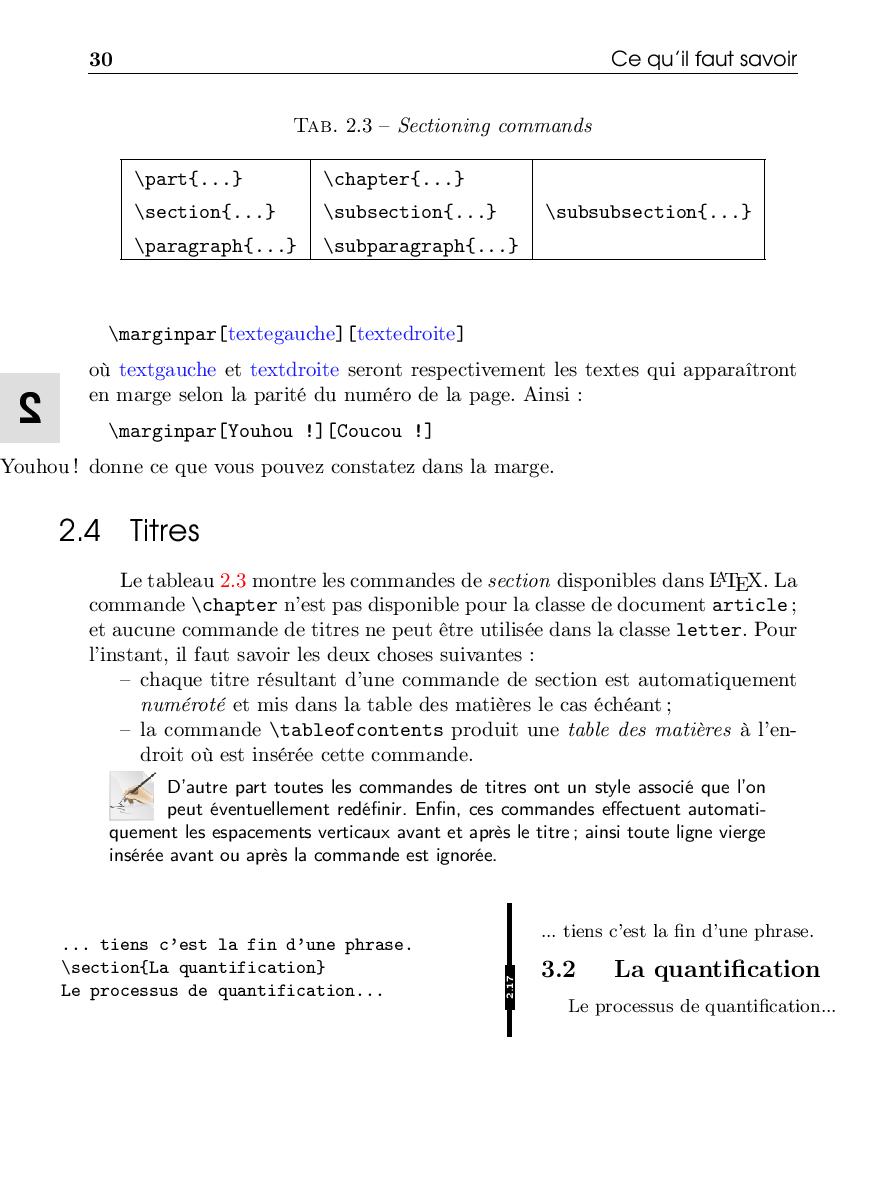 30 Ce qu'il faut savoir
TAB. 2.3 – Sectioning commands
\part{...} \chapter{...}
\section{...} \subsection{...} \subsubsection{...}
\paragraph{...} \subparagraph{...}
\marginpar[textegauche][textedroite]
où textgauche et textdroite seront respectivement les textes qui apparaîtront
en marge selon la parité du numéro de la page. Ainsi :
2
\marginpar[Youhou !][Coucou !]
Youhou ! donne ce que vous pouvez constatez dans la marge.
2.4 Titres
Le tableau 2.3 montre les commandes de section disponibles dans LATEX. La
commande \chapter n'est pas disponible pour la classe de document article ;
et aucune commande de titres ne peut être utilisée dans la classe letter. Pour
l'instant, il faut savoir les deux choses suivantes :
– chaque titre résultant d'une commande de section est automatiquement
numéroté et mis dans la table des matières le cas échéant ;
– la commande \tableofcontents produit une table des matières à l'en-
droit où est insérée cette commande.
D'autre part toutes les commandes de titres ont un style associé que l'on
peut éventuellement redéfinir. Enfin, ces commandes effectuent automati-
quement les espacements verticaux avant et après le titre ; ainsi toute ligne vierge
insérée avant ou après la commande est ignorée.
... tiens c'est la fin d'une phrase.
\section{La quantification}
Le processus de quantification...
2.17
... tiens c'est la fin d'une phrase.
3.2 La quantification
Le processus de quantification...